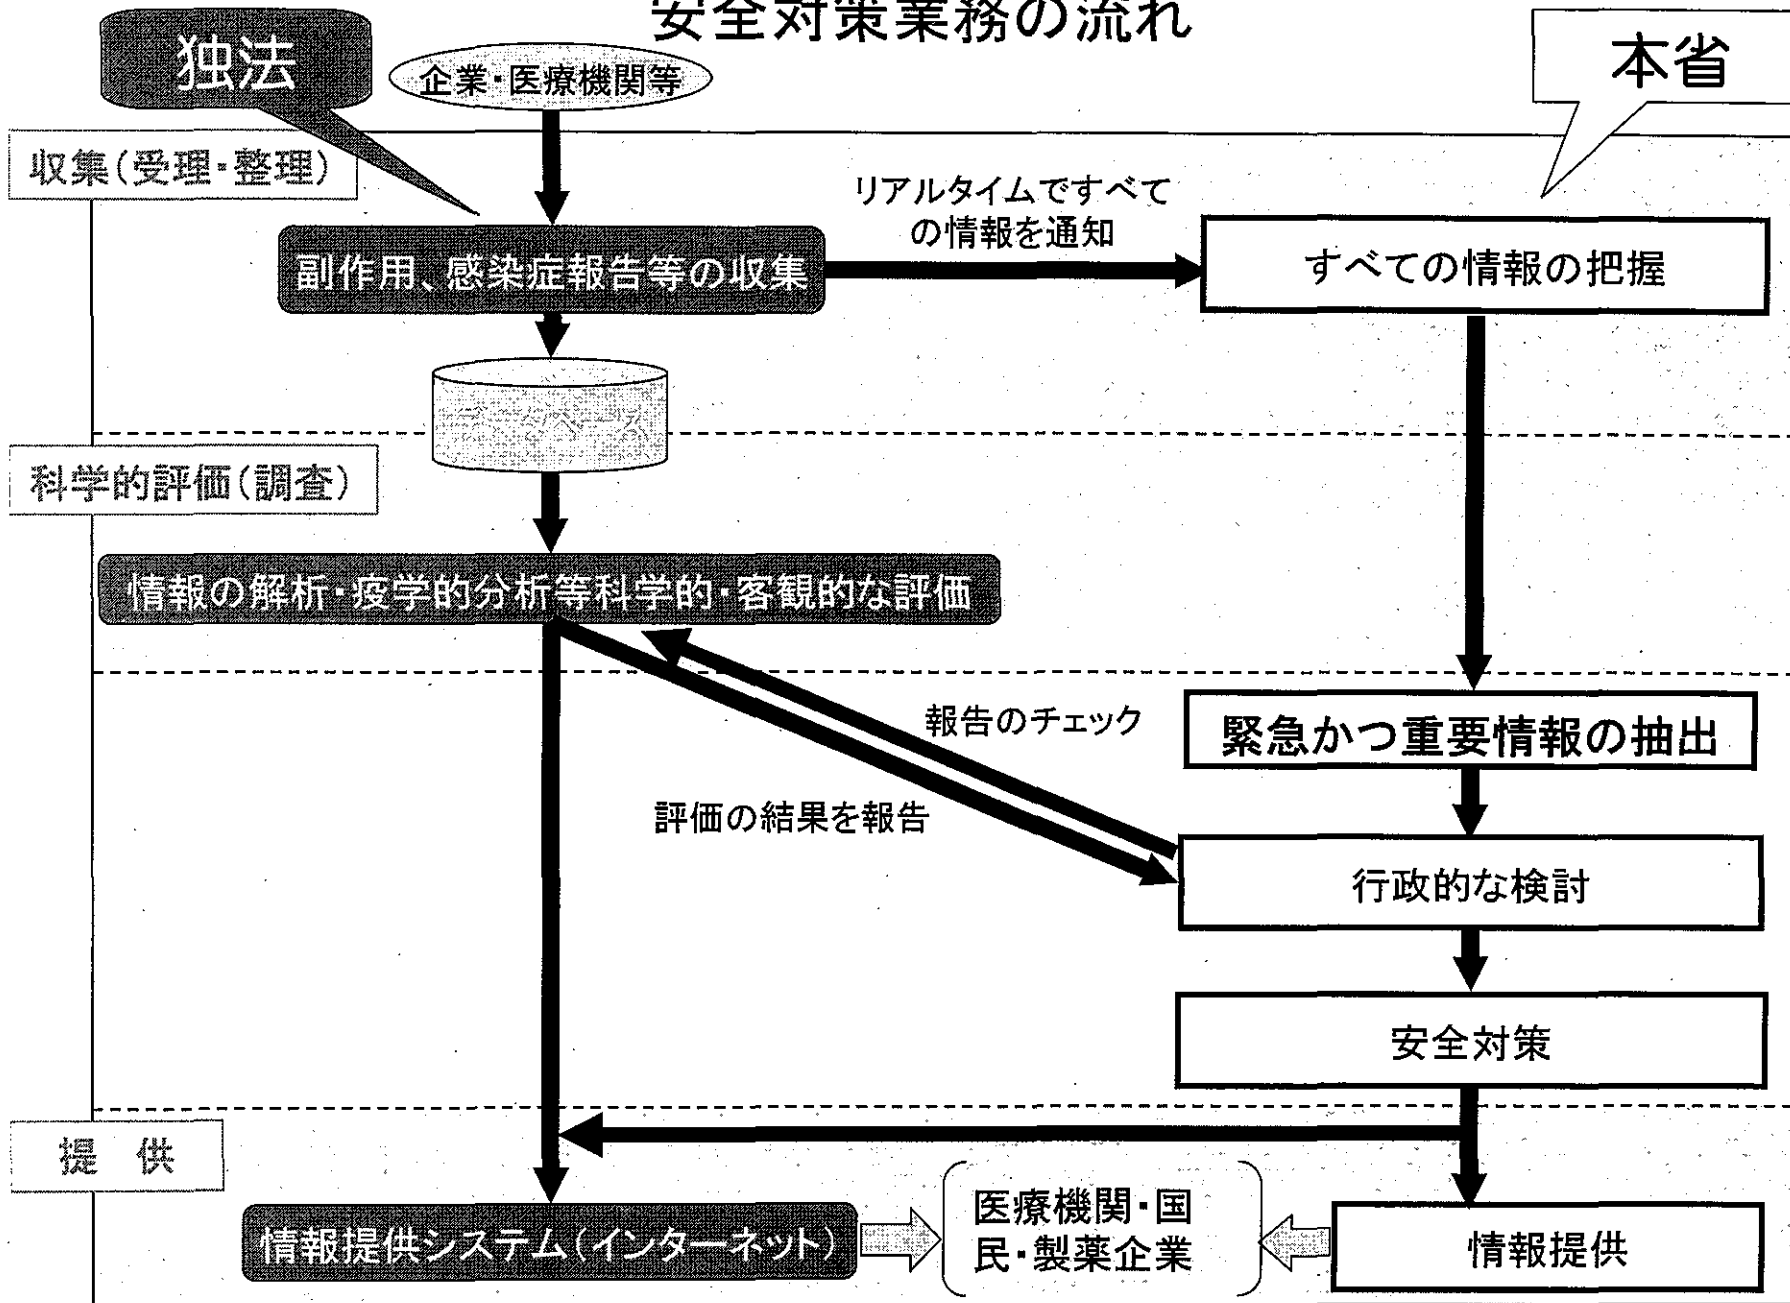 安全対策業務の流れ
独法
企業・医療機関等
本省
収集(受理・整理)
リアルタイムですべて
の情報を通知
副作用、感染症報告等の収集
すべての情報の把握
データベース
科学的評価(調査)
情報の解析・疫学的分析等科学的・客観的な評価
報告のチェック
緊急かつ重要情報の抽出
評価の結果を報告
行政的な検討
安全対策
提 供
医療機関・国
民・製薬企業
情報提供システム(インターネット)
情報提供